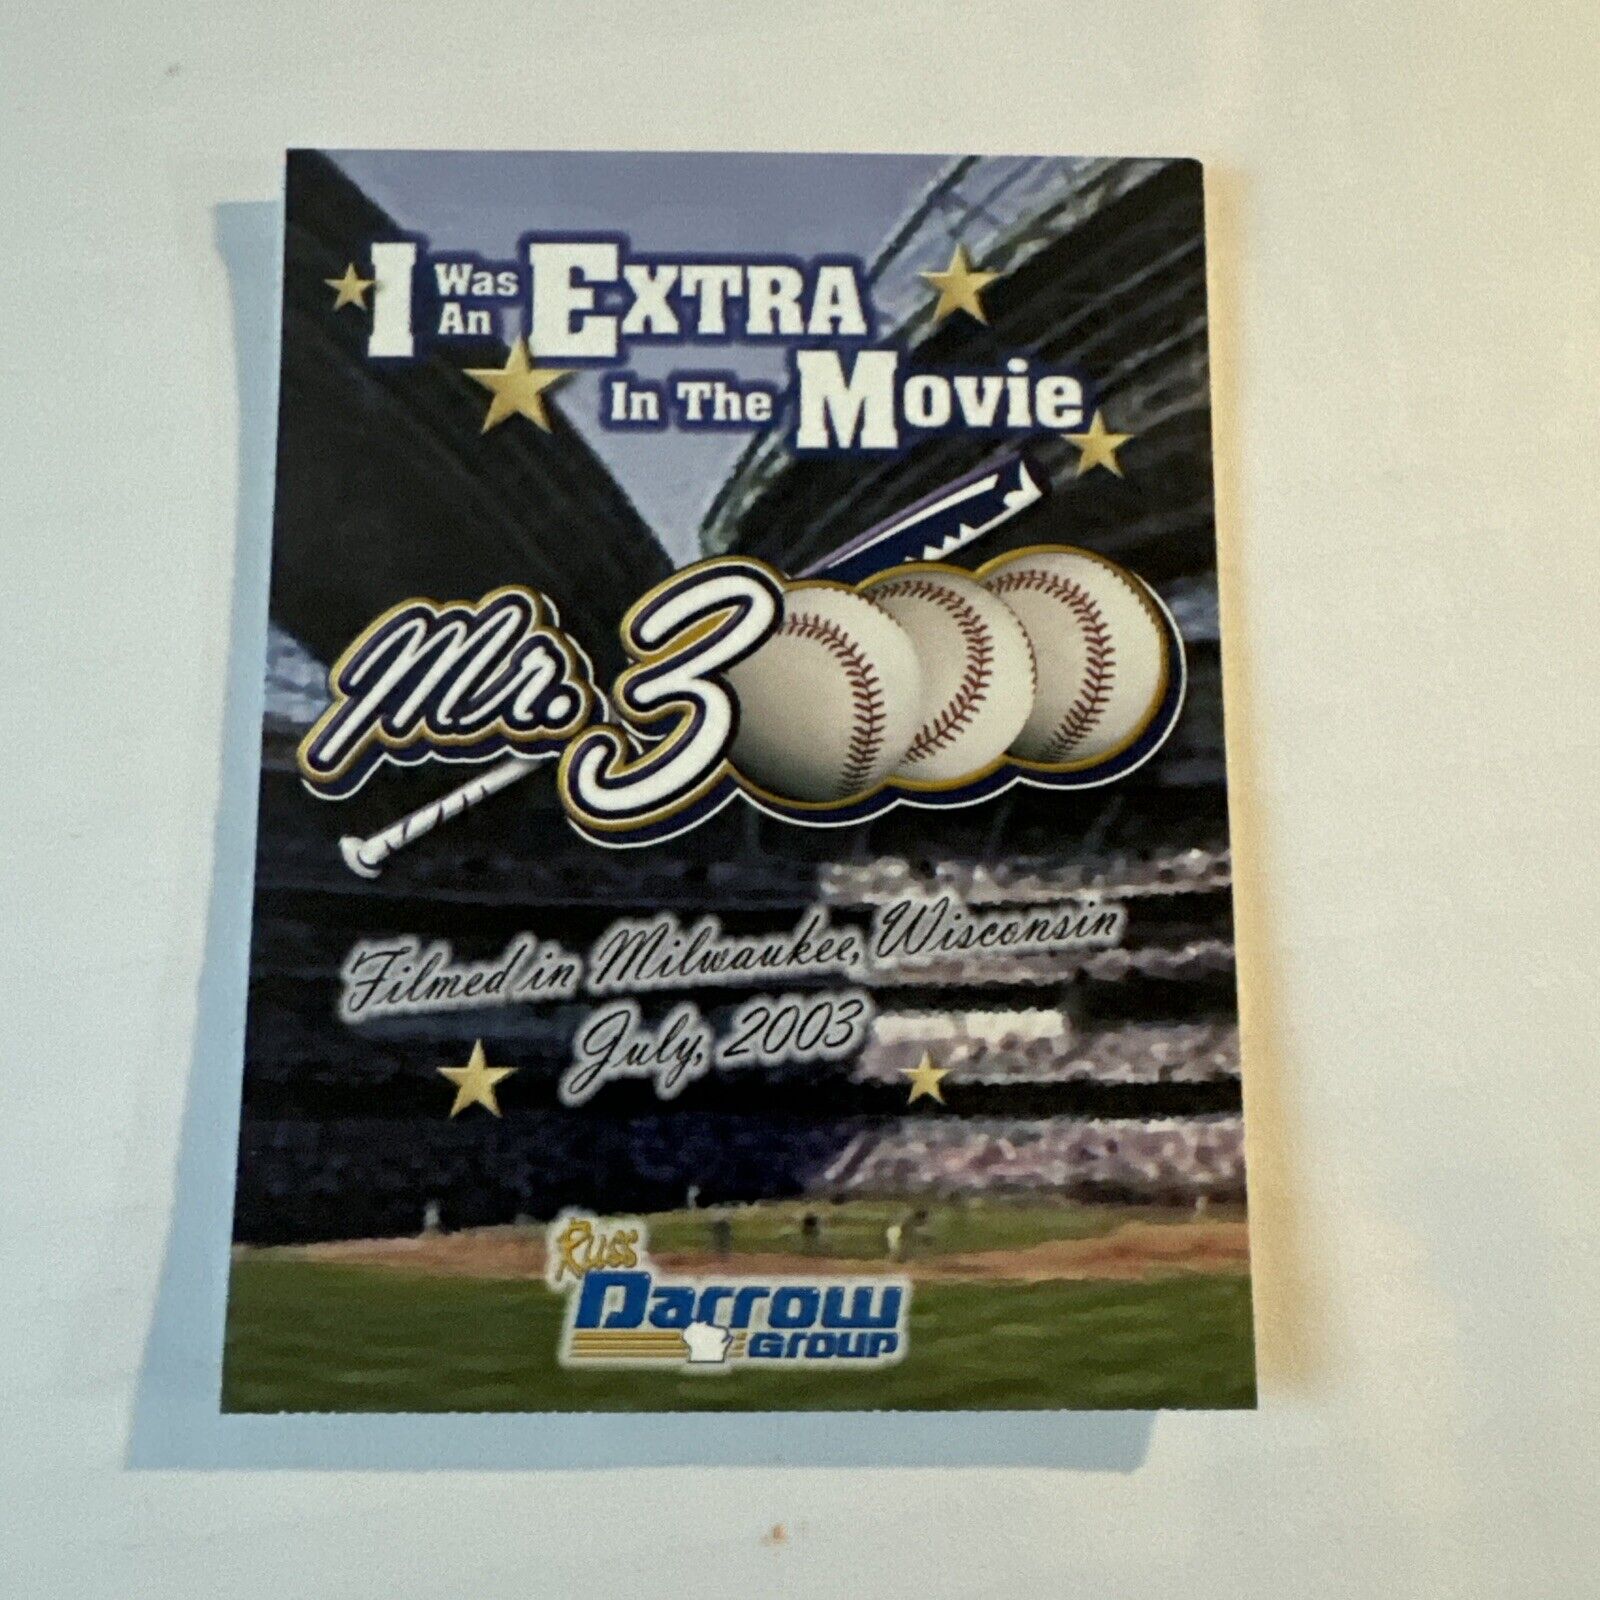 I Was An EXTRA
In The Movie
Mr. 3000
Filmed in Milwaukee, Wisconsin
July, 2003
Russ
Darrow
GROUP